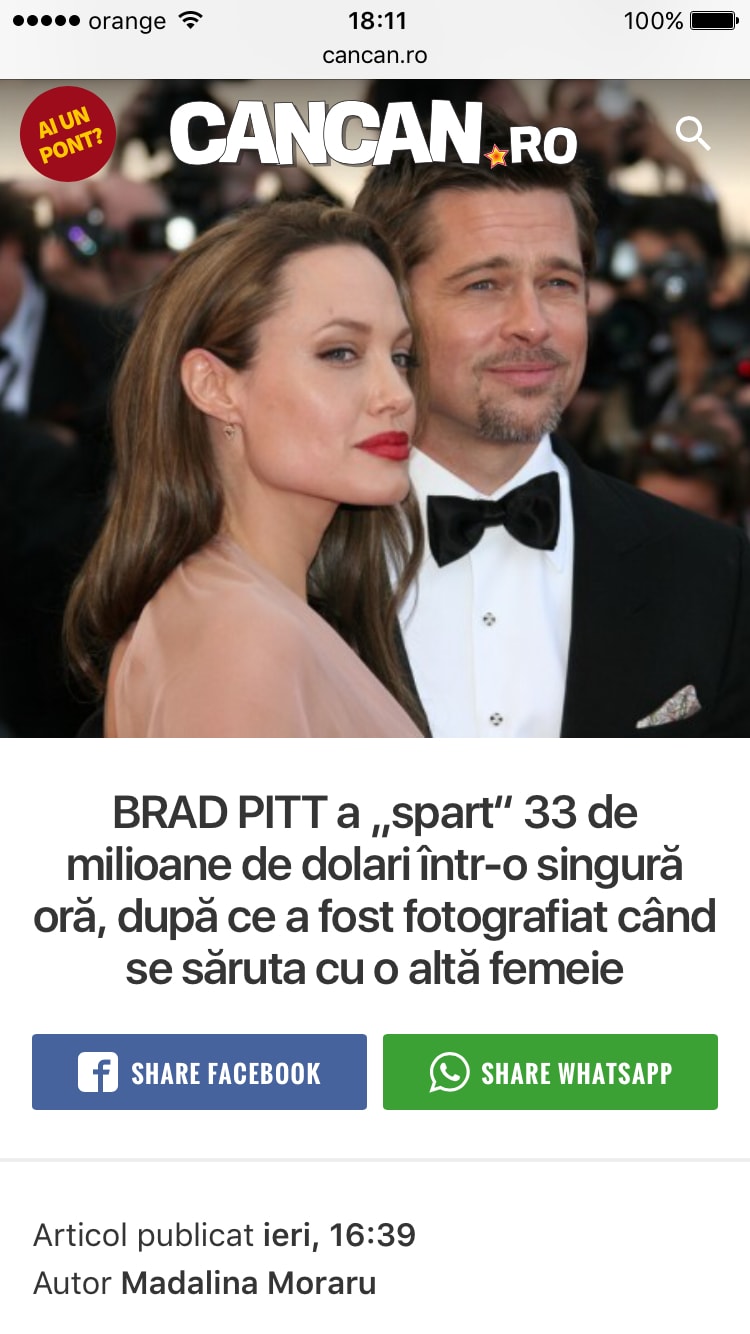 orange 18:11 100%
cancan.ro
AI UN
PONT?
CANCAN.RO
BRAD PITT a „spart“ 33 de
milioane de dolari într-o singură
oră, după ce a fost fotografiat când
se săruta cu o altă femeie
SHARE FACEBOOK
SHARE WHATSAPP
Articol publicat ieri, 16:39
Autor Madalina Moraru